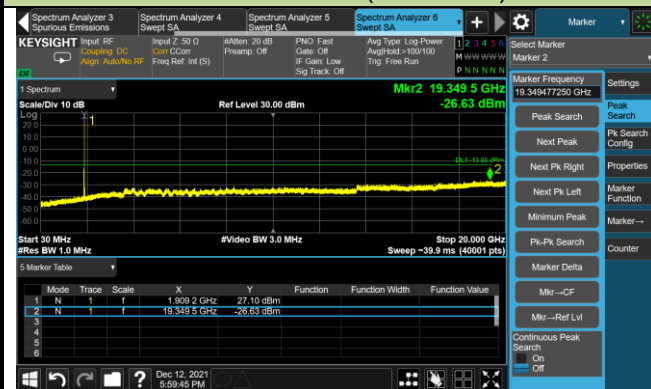 Spectrum Analyzer 3
Spurious Emissions
Spectrum Analyzer 4
Swept SA
Spectrum Analyzer 5
Swept SA
Spectrum Analyzer 6
Swept SA
Marker
KEYSIGHT
Input: RF
Coupling: DC
Align: Auto/No RF
Input Z: 50 Ω
Corr CCorr
Freq Ref: Int (S)
#Atten: 20 dB
Preamp: Off
PNO: Fast
Gate: Off
IF Gain: Low
Sig Track: Off
Avg Type: Log-Power
Avg|Hold >100/100
Trig: Free Run
1 2 3 4 5 6
M W W W W W
P N N N N N
Select Marker
Marker 2
1 Spectrum
Scale/Div 10 dB
Ref Level 30.00 dBm
Mkr2 19.349 5 GHz
-26.63 dBm
Log
20.0
10.0
0.00
-10.0
-20.0
-30.0
-40.0
-50.0
-60.0
1
DL1 -13.00 dBm
2
Start 30 MHz
#Res BW 1.0 MHz
#Video BW 3.0 MHz
Stop 20.000 GHz
Sweep ~39.9 ms (40001 pts)
5 Marker Table
Mode Trace Scale X Y Function Function Width Function Value
1 N 1 f 1.909 2 GHz 27.10 dBm
2 N 1 f 19.349 5 GHz -26.63 dBm
3
4
5
6
Marker Frequency
19.349477250 GHz
Peak Search
Next Peak
Next Pk Right
Next Pk Left
Minimum Peak
Pk-Pk Search
Marker Delta
Mkr→CF
Mkr→Ref Lvl
Continuous Peak
Search
On
Off
Settings
Peak
Search
Pk Search
Config
Properties
Marker
Function
Marker→
Counter
?
Dec 12, 2021
5:59:45 PM